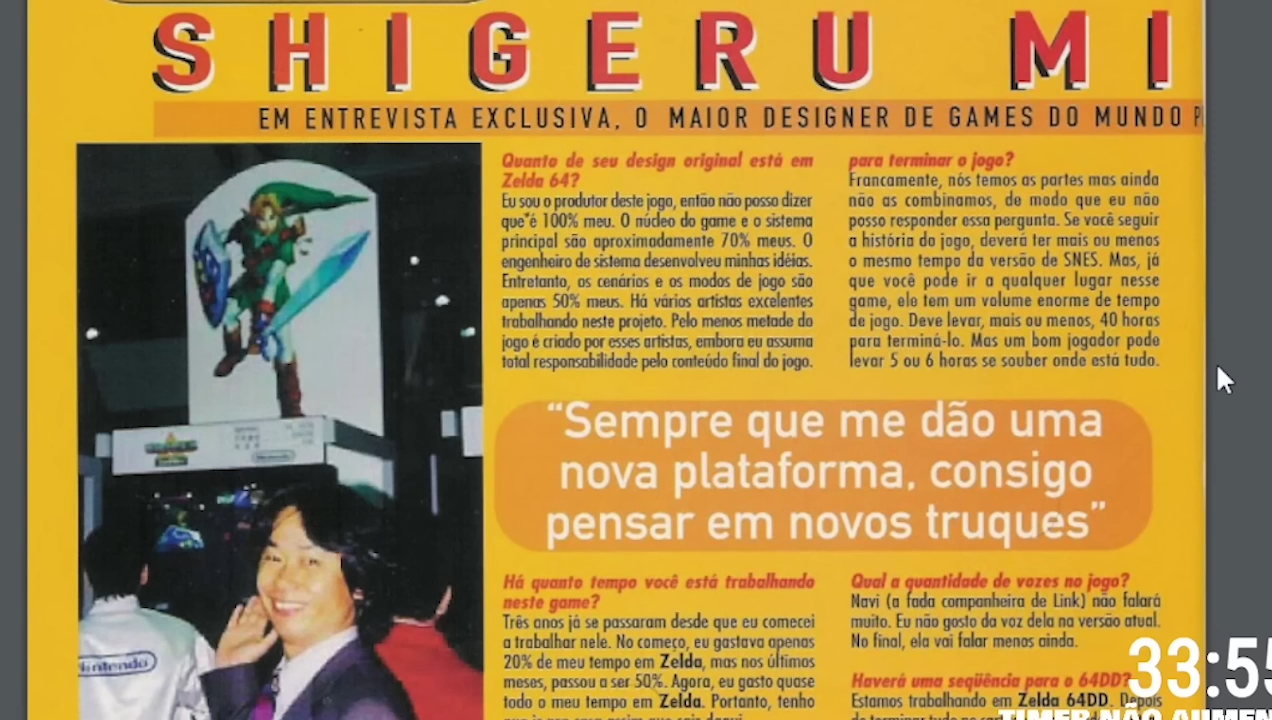 SHIGERU MI
EM ENTREVISTA EXCLUSIVA, O MAIOR DESIGNER DE GAMES DO MUNDO
Quanto de seu design original está em
Zelda 64?
Eu sou o produtor deste jogo, então não posso dizer
que é 100% meu. O núcleo do game e o sistema
principal são aproximadamente 70% meus. O
engenheiro de sistema desenvolveu minhas idéias.
Entretanto, os cenários e os modos de jogo são
apenas 50% meus. Há vários artistas excelentes
trabalhando neste projeto. Pelo menos metade do
jogo é criado por esses artistas, embora eu assuma
total responsabilidade pelo conteúdo final do jogo.
para terminar o jogo?
Francamente, nós temos as partes mas ainda
não as combinamos, de modo que eu não
posso responder essa pergunta. Se você seguir
a história do jogo, deverá ter mais ou menos
o mesmo tempo da versão de SNES. Mas, já
que você pode ir a qualquer lugar nesse
game, ele tem um volume enorme de tempo
de jogo. Deve levar, mais ou menos, 40 horas
para terminá-lo. Mas um bom jogador pode
levar 5 ou 6 horas se souber onde está tudo.
“Sempre que me dão uma
nova plataforma, consigo
pensar em novos truques”
Há quanto tempo você está trabalhando
neste game?
Três anos já se passaram desde que eu comecei
a trabalhar nele. No começo, eu gastava apenas
20% de meu tempo em Zelda, mas nos últimos
meses, passou a ser 50%. Agora, eu gasto quase
todo o meu tempo em Zelda. Portanto, tenho
Qual a quantidade de vozes no jogo?
Navi (a fada companheira de Link) não falará
muito. Eu não gosto da voz dela na versão atual.
No final, ela vai falar menos ainda.
Haverá uma seqüência para o 64DD?
Estamos trabalhando em Zelda 64DD. Depois
Nintendo
Nintendo
33:55
TIMER NÃO